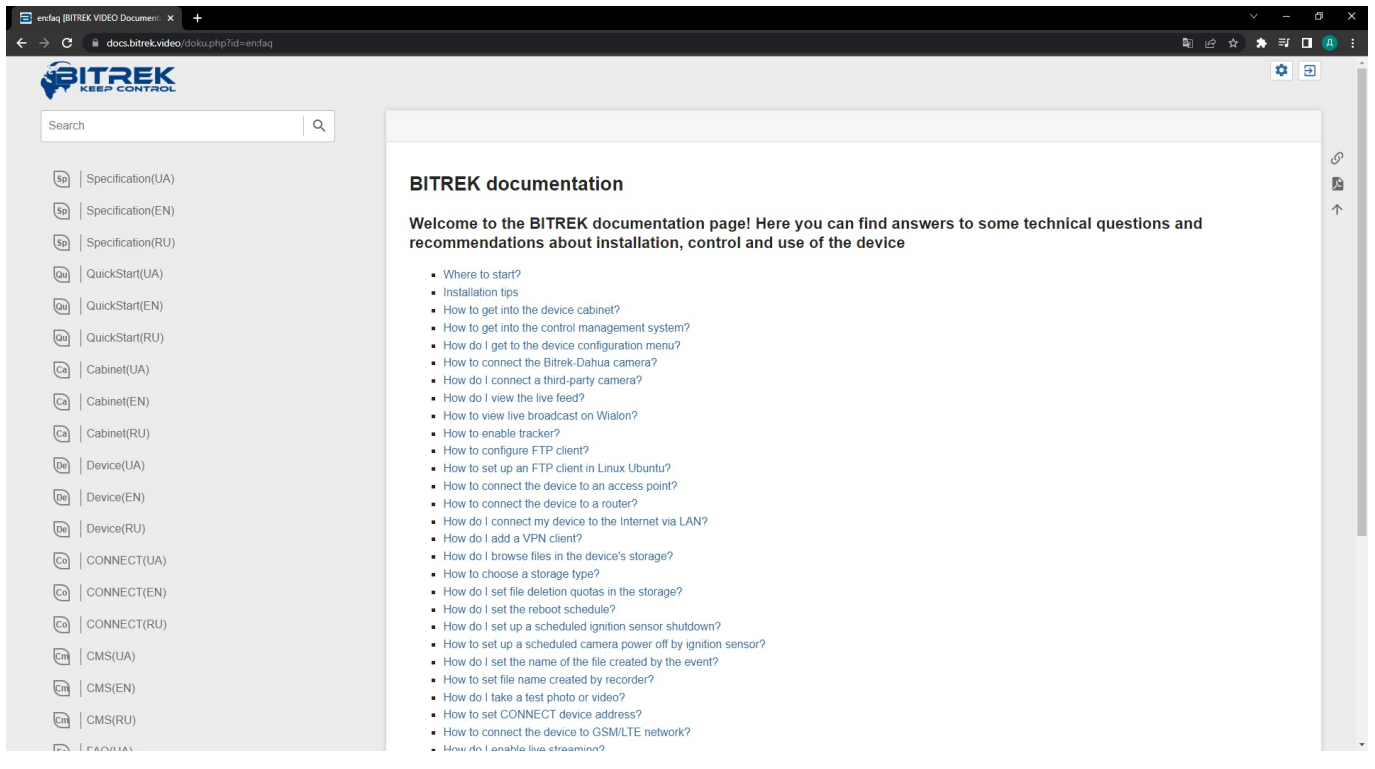 en:faq [BITREK VIDEO Document
docs.bitrek.video/doku.php?id=en:faq
Д
BITREK
KEEP CONTROL
Search
Sp Specification(UA)
Sp Specification(EN)
Sp Specification(RU)
Qu QuickStart(UA)
Qu QuickStart(EN)
Qu QuickStart(RU)
Ca Cabinet(UA)
Ca Cabinet(EN)
Ca Cabinet(RU)
De Device(UA)
De Device(EN)
De Device(RU)
Co CONNECT(UA)
Co CONNECT(EN)
Co CONNECT(RU)
Cm CMS(UA)
Cm CMS(EN)
Cm CMS(RU)
FAQ(UA)
BITREK documentation
Welcome to the BITREK documentation page! Here you can find answers to some technical questions and
recommendations about installation, control and use of the device
Where to start?
Installation tips
How to get into the device cabinet?
How to get into the control management system?
How do I get to the device configuration menu?
How to connect the Bitrek-Dahua camera?
How do I connect a third-party camera?
How do I view the live feed?
How to view live broadcast on Wialon?
How to enable tracker?
How to configure FTP client?
How to set up an FTP client in Linux Ubuntu?
How to connect the device to an access point?
How to connect the device to a router?
How do I connect my device to the Internet via LAN?
How do I add a VPN client?
How do I browse files in the device's storage?
How to choose a storage type?
How do I set file deletion quotas in the storage?
How do I set the reboot schedule?
How do I set up a scheduled ignition sensor shutdown?
How to set up a scheduled camera power off by ignition sensor?
How do I set the name of the file created by the event?
How to set file name created by recorder?
How do I take a test photo or video?
How to set CONNECT device address?
How to connect the device to GSM/LTE network?
How do I enable live streaming?